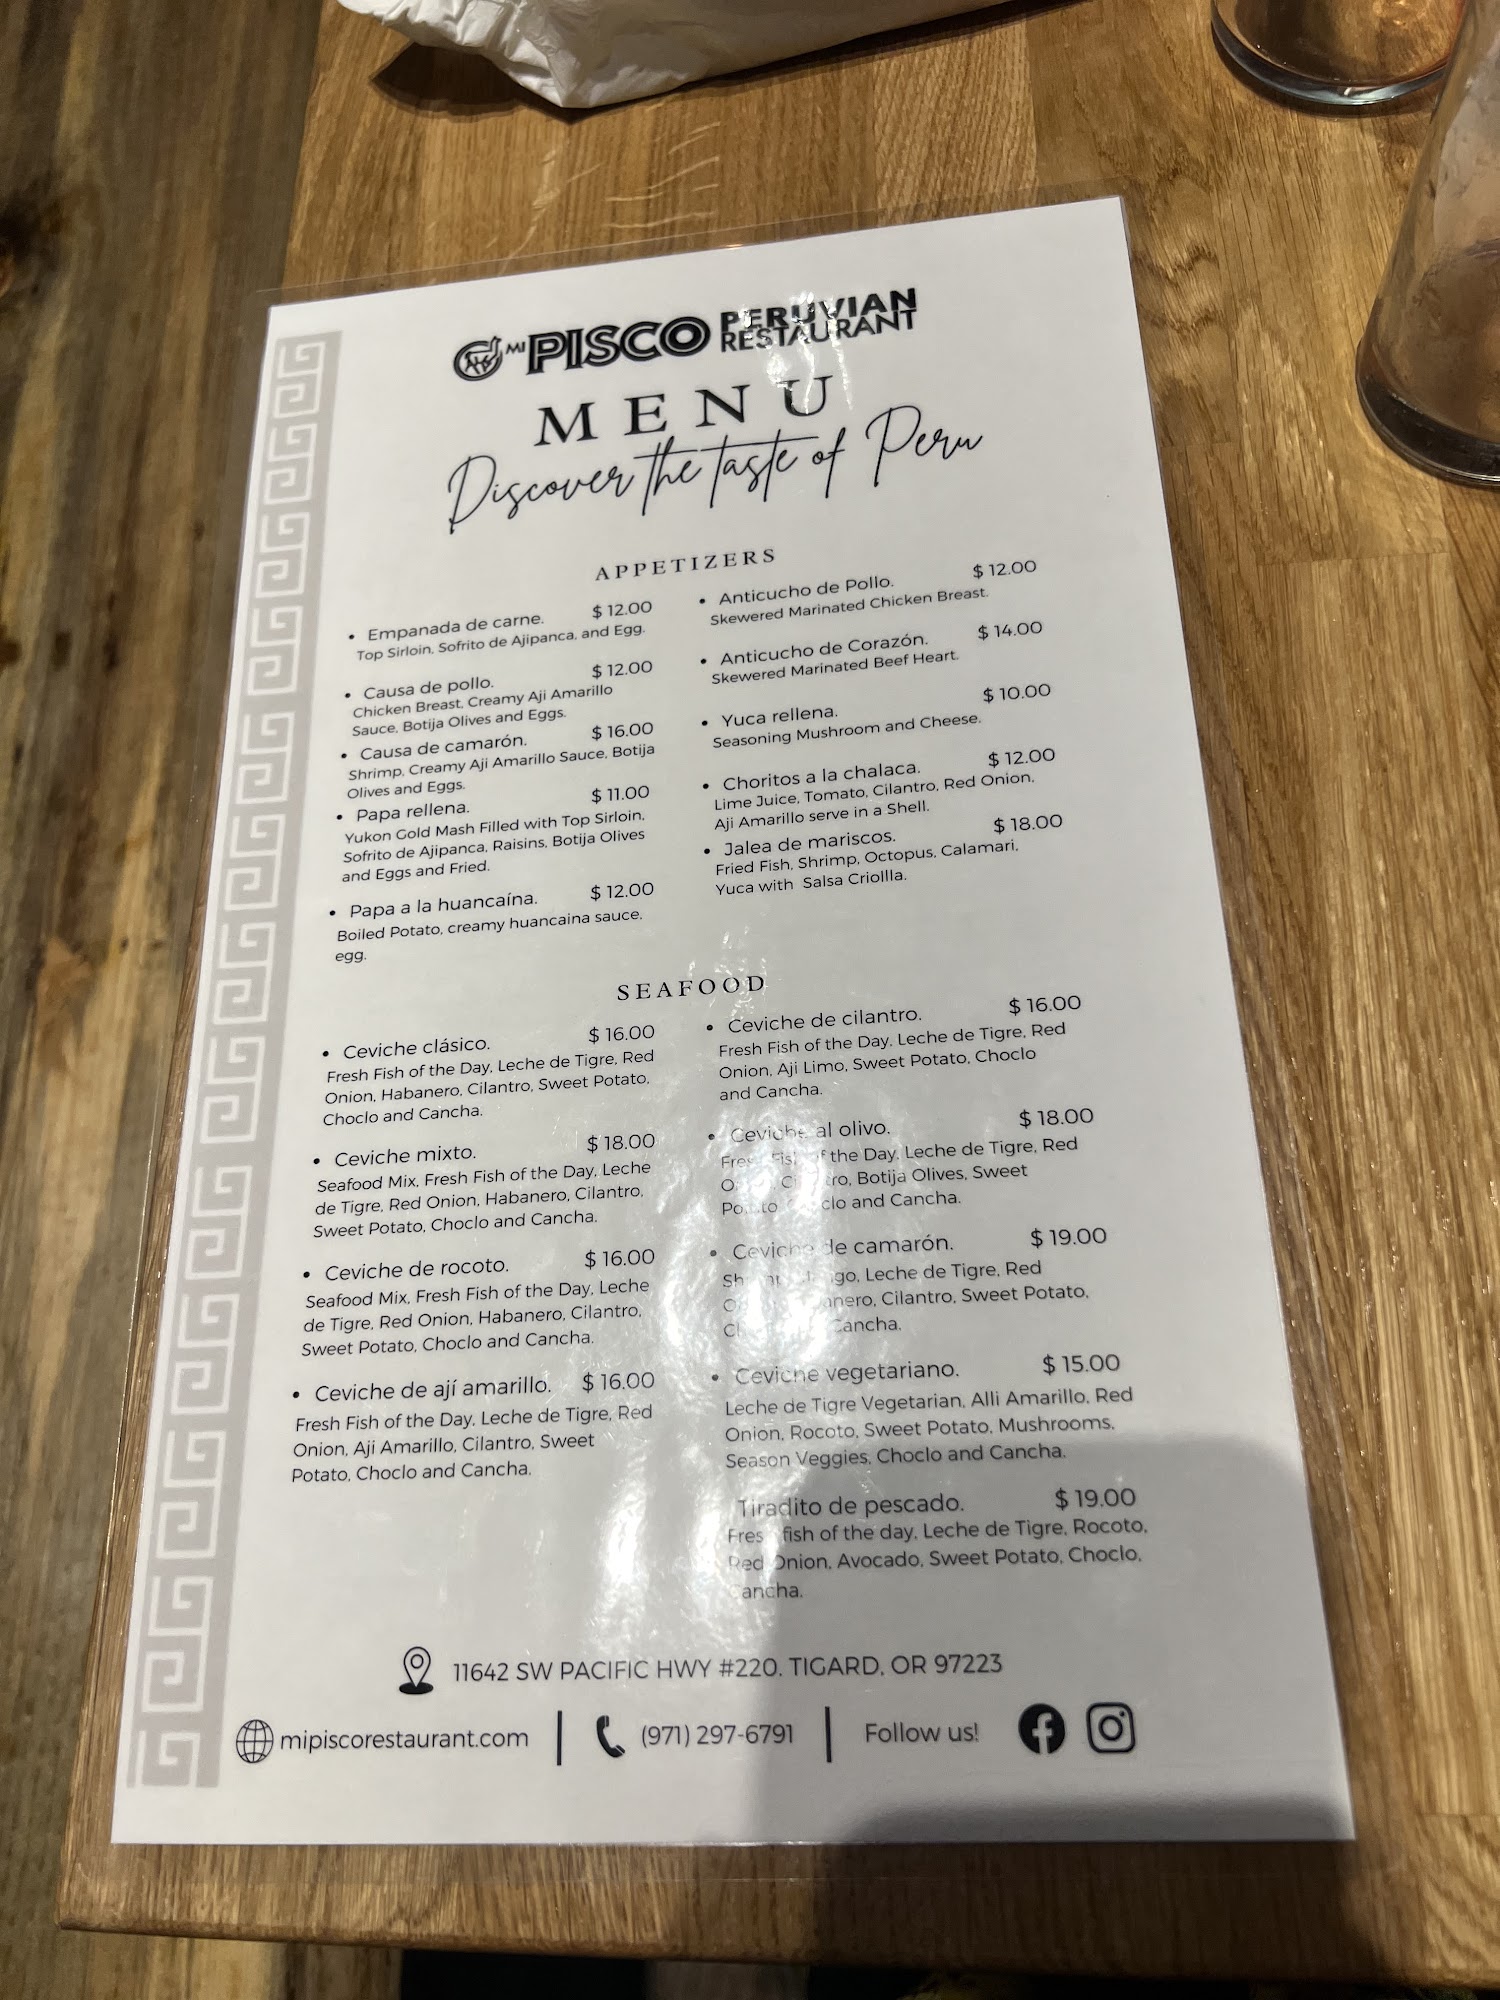 MI PISCO PERUVIAN RESTAURANT
MENU
Discover the taste of Peru
APPETIZERS
• Empanada de carne. $ 12.00
Top Sirloin, Sofrito de Ajipanca, and Egg.
• Causa de pollo. $ 12.00
Chicken Breast, Creamy Aji Amarillo
Sauce, Botija Olives and Eggs.
• Causa de camarón. $ 16.00
Shrimp, Creamy Aji Amarillo Sauce, Botija
Olives and Eggs.
• Papa rellena. $ 11.00
Yukon Gold Mash Filled with Top Sirloin,
Sofrito de Ajipanca, Raisins, Botija Olives
and Eggs and Fried.
• Papa a la huancaína. $ 12.00
Boiled Potato, creamy huancaina sauce,
egg.
• Anticucho de Pollo. $ 12.00
Skewered Marinated Chicken Breast.
• Anticucho de Corazón. $ 14.00
Skewered Marinated Beef Heart.
• Yuca rellena. $ 10.00
Seasoning Mushroom and Cheese.
• Choritos a la chalaca. $ 12.00
Lime Juice, Tomato, Cilantro, Red Onion,
Aji Amarillo serve in a Shell.
• Jalea de mariscos. $ 18.00
Fried Fish, Shrimp, Octopus, Calamari,
Yuca with Salsa Criollla.
SEAFOOD
• Ceviche clásico. $ 16.00
Fresh Fish of the Day, Leche de Tigre, Red
Onion, Habanero, Cilantro, Sweet Potato,
Choclo and Cancha.
• Ceviche mixto. $ 18.00
Seafood Mix, Fresh Fish of the Day, Leche
de Tigre, Red Onion, Habanero, Cilantro,
Sweet Potato, Choclo and Cancha.
• Ceviche de rocoto. $ 16.00
Seafood Mix, Fresh Fish of the Day, Leche
de Tigre, Red Onion, Habanero, Cilantro,
Sweet Potato, Choclo and Cancha.
• Ceviche de ají amarillo. $ 16.00
Fresh Fish of the Day, Leche de Tigre, Red
Onion, Aji Amarillo, Cilantro, Sweet
Potato, Choclo and Cancha.
• Ceviche de cilantro. $ 16.00
Fresh Fish of the Day, Leche de Tigre, Red
Onion, Aji Limo, Sweet Potato, Choclo
and Cancha.
• Ceviche al olivo. $ 18.00
Fresh Fish of the Day, Leche de Tigre, Red
Cilantro, Botija Olives, Sweet
Potato, Choclo and Cancha.
• Ceviche de camarón. $ 19.00
Leche de Tigre, Red
Cilantro, Sweet Potato,
Cancha.
• Ceviche vegetariano. $ 15.00
Leche de Tigre Vegetarian, Alli Amarillo, Red
Onion, Rocoto, Sweet Potato, Mushrooms,
Season Veggies, Choclo and Cancha.
Tiradito de pescado. $ 19.00
Fresh fish of the day, Leche de Tigre, Rocoto,
Red Onion, Avocado, Sweet Potato, Choclo,
Cancha.
11642 SW PACIFIC HWY #220, TIGARD, OR 97223
mipiscorestaurant.com | (971) 297-6791 | Follow us!